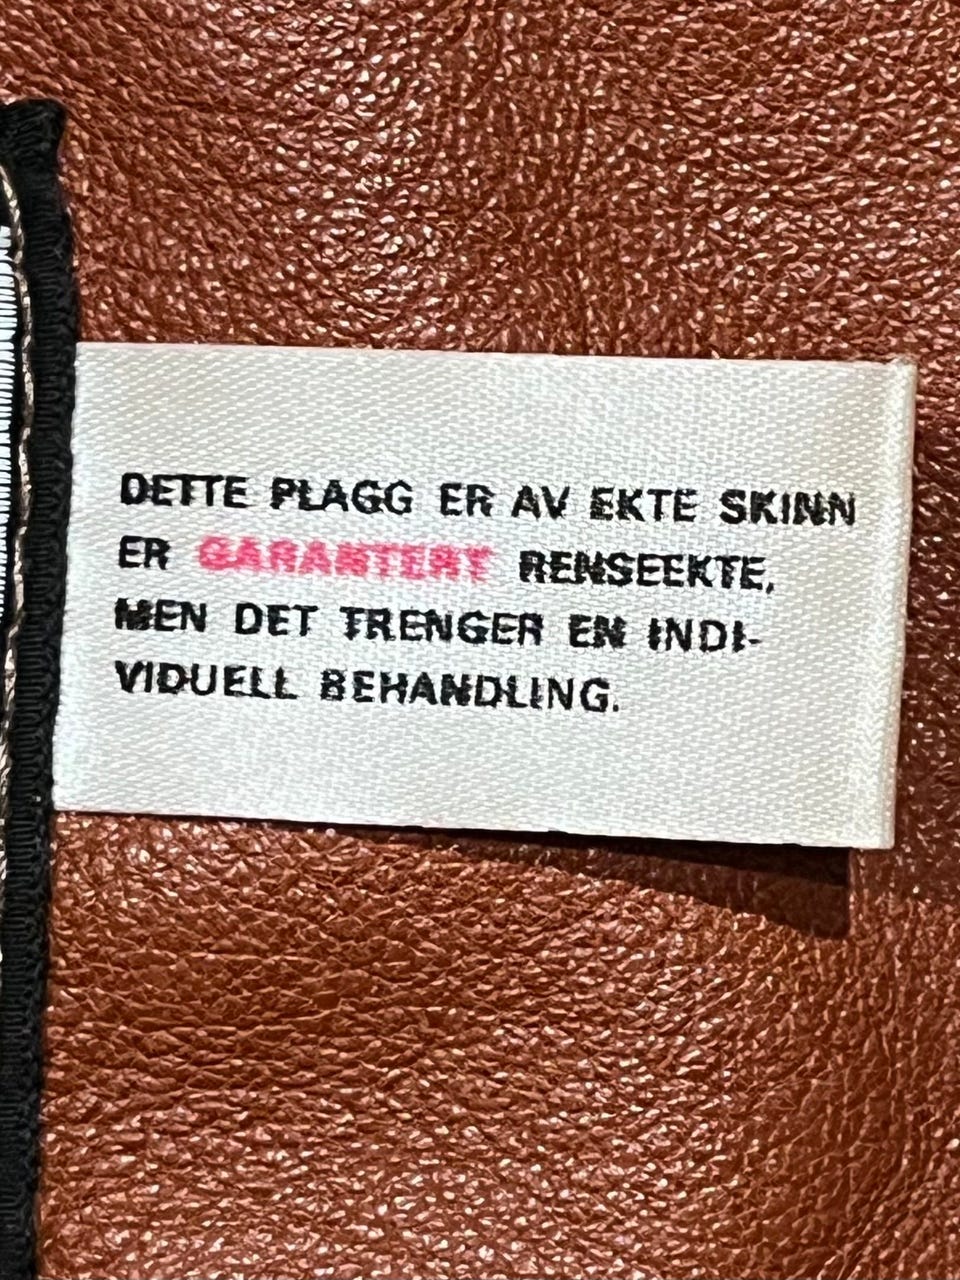 DETTE PLAGG ER AV EKTE SKINN
ER GARANTERT RENSEEKTE,
MEN DET TRENGER EN INDI-
VIDUELL BEHANDLING.